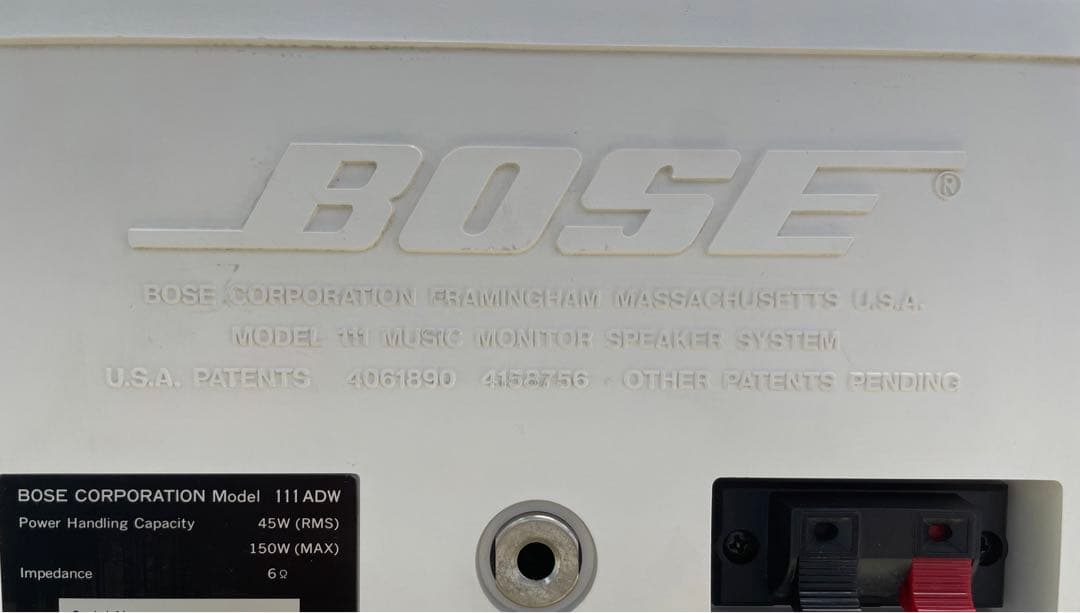 BOSE®
BOSE CORPORATION FRAMINGHAM MASSACHUSETTS U.S.A.
MODEL 111 MUSIC MONITOR SPEAKER SYSTEM
U.S.A. PATENTS 4061890 4158756 OTHER PATENTS PENDING
BOSE CORPORATION Model 111ADW
Power Handling Capacity 45W (RMS)
150W (MAX)
Impedance 6Ω